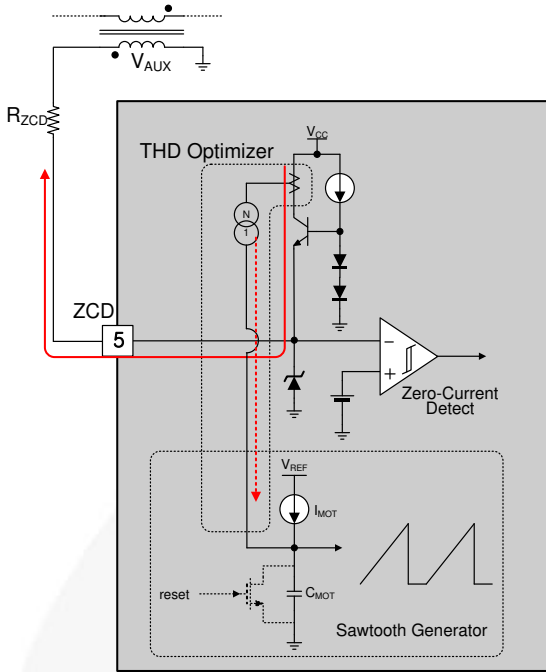 VAUX
RZCD
VCC
THD Optimizer
N
1
ZCD
5
−
+
Zero-Current
Detect
VREF
IMOT
reset
CMOT
Sawtooth Generator